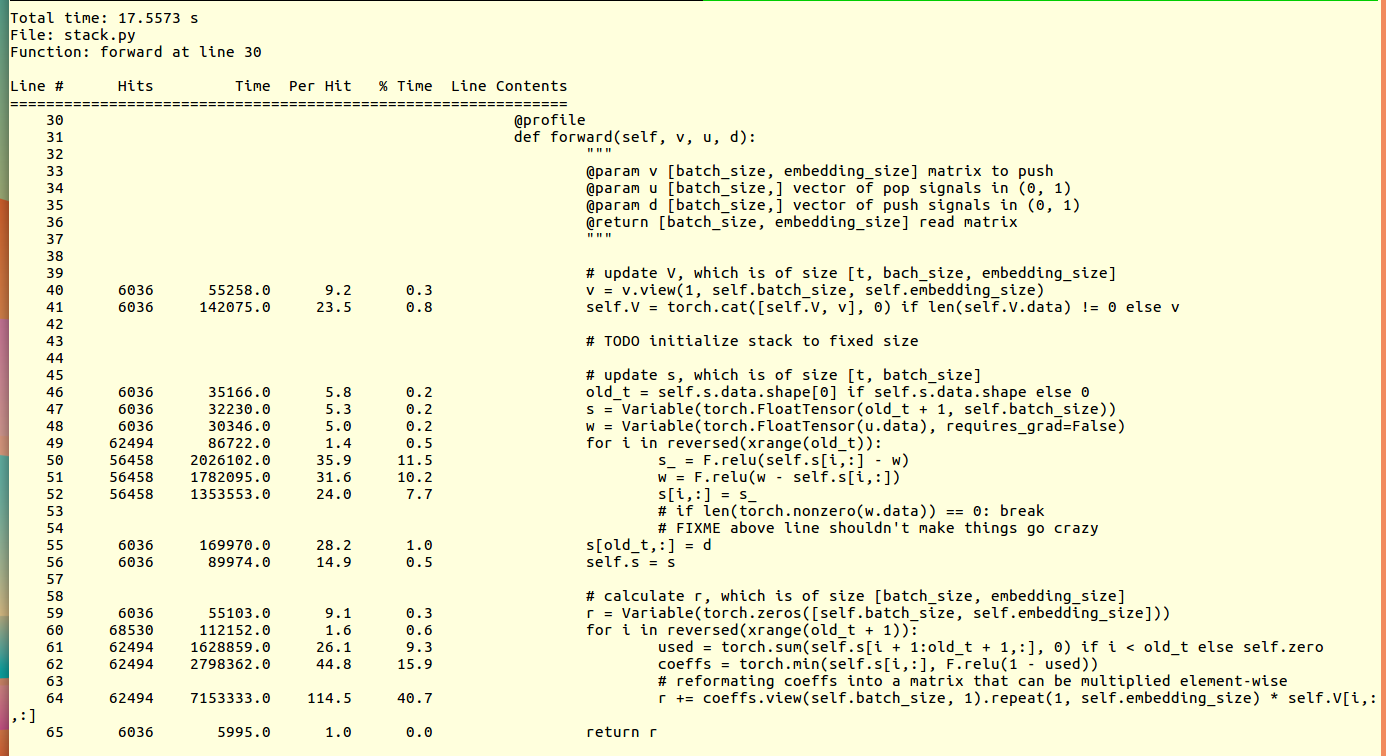 Total time: 17.5573 s
File: stack.py
Function: forward at line 30
Line #      Hits         Time  Per Hit   % Time  Line Contents
==============================================================
    30                                                  @profile
    31                                                  def forward(self, v, u, d):
    32                                                          """
    33                                                          @param v [batch_size, embedding_size] matrix to push
    34                                                          @param u [batch_size,] vector of pop signals in (0, 1)
    35                                                          @param d [batch_size,] vector of push signals in (0, 1)
    36                                                          @return [batch_size, embedding_size] read matrix
    37                                                          """
    38
    39                                                          # update V, which is of size [t, bach_size, embedding_size]
    40      6036      55258.0      9.2      0.3                 v = v.view(1, self.batch_size, self.embedding_size)
    41      6036     142075.0     23.5      0.8                 self.V = torch.cat([self.V, v], 0) if len(self.V.data) != 0 else v
    42
    43                                                          # TODO initialize stack to fixed size
    44
    45                                                          # update s, which is of size [t, batch_size]
    46      6036      35166.0      5.8      0.2                 old_t = self.s.data.shape[0] if self.s.data.shape else 0
    47      6036      32230.0      5.3      0.2                 s = Variable(torch.FloatTensor(old_t + 1, self.batch_size))
    48      6036      30346.0      5.0      0.2                 w = Variable(torch.FloatTensor(u.data), requires_grad=False)
    49     62494      86722.0      1.4      0.5                 for i in reversed(xrange(old_t)):
    50     56458    2026102.0     35.9     11.5                         s_ = F.relu(self.s[i,:] - w)
    51     56458    1782095.0     31.6     10.2                         w = F.relu(w - self.s[i,:])
    52     56458    1353553.0     24.0      7.7                         s[i,:] = s_
    53                                                                  # if len(torch.nonzero(w.data)) == 0: break
    54                                                                  # FIXME above line shouldn't make things go crazy
    55      6036     169970.0     28.2      1.0                 s[old_t,:] = d
    56      6036      89974.0     14.9      0.5                 self.s = s
    57
    58                                                          # calculate r, which is of size [batch_size, embedding_size]
    59      6036      55103.0      9.1      0.3                 r = Variable(torch.zeros([self.batch_size, self.embedding_size]))
    60     68530     112152.0      1.6      0.6                 for i in reversed(xrange(old_t + 1)):
    61     62494    1628859.0     26.1      9.3                         used = torch.sum(self.s[i + 1:old_t + 1,:], 0) if i < old_t else self.zero
    62     62494    2798362.0     44.8     15.9                         coeffs = torch.min(self.s[i,:], F.relu(1 - used))
    63                                                                  # reformating coeffs into a matrix that can be multiplied element-wise
    64     62494    7153333.0    114.5     40.7                         r += coeffs.view(self.batch_size, 1).repeat(1, self.embedding_size) * self.V[i,:
,:]
    65      6036       5995.0      1.0      0.0                 return r